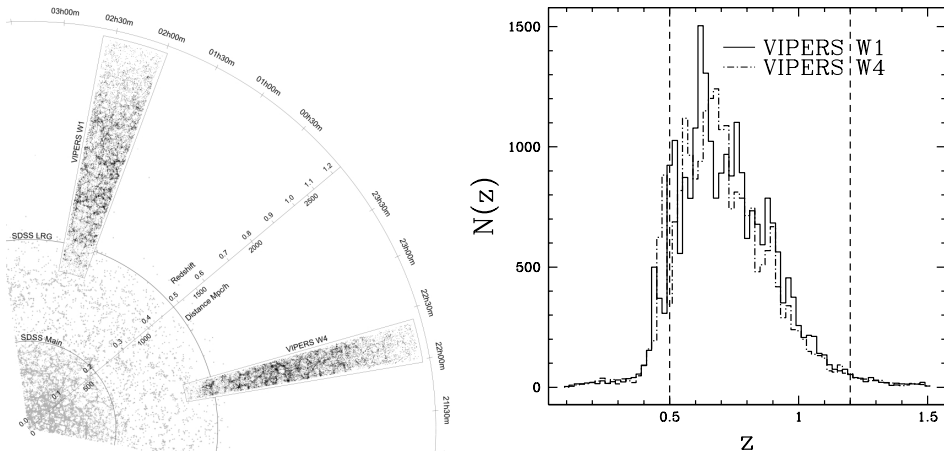 03h00m
02h30m
02h00m
01h30m
01h00m
00h30m
23h30m
23h00m
22h30m
22h00m
21h30m
VIPERS W1
VIPERS W4
SDSS LRG
SDSS Main
Redshift
0.0 0.1 0.2 0.3 0.4 0.5 0.6 0.7 0.8 0.9 1.0 1.1 1.2
Distance Mpc/h
0 500 1000 1500 2000 2500
VIPERS W1
VIPERS W4
N(z)
1500
1000
500
0
0.5 1 1.5
z